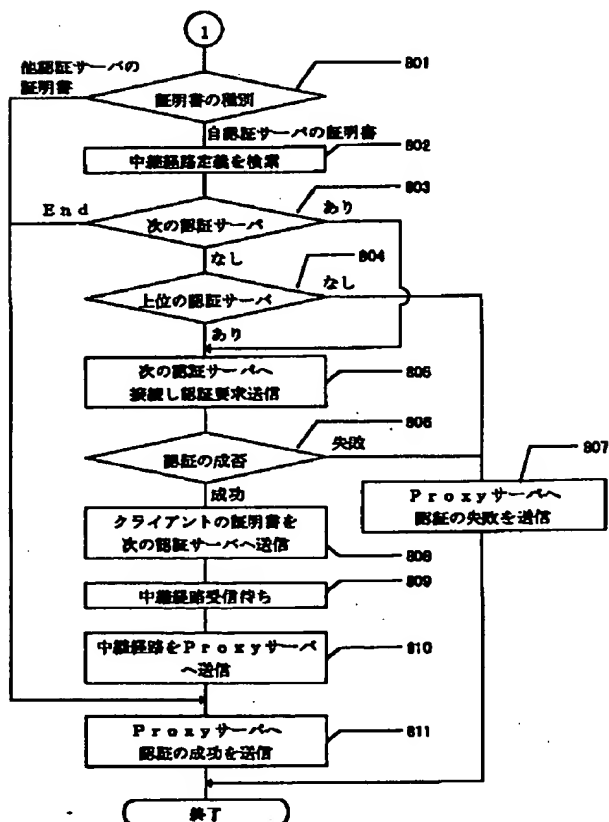 1
他認証サーバの
証明書
801
証明書の種別
自認証サーバの証明書
802
中継経路定義を検索
803
End
次の認証サーバ
あり
なし
804
上位の認証サーバ
なし
あり
次の認証サーバへ
接続し認証要求送信
805
806
認証の成否
失敗
807
成功
Proxyサーバへ
認証の失敗を送信
クライアントの証明書を
次の認証サーバへ送信
808
809
中継経路受信待ち
中継経路をProxyサーバ
へ送信
810
Proxyサーバへ
認証の成功を送信
811
終了